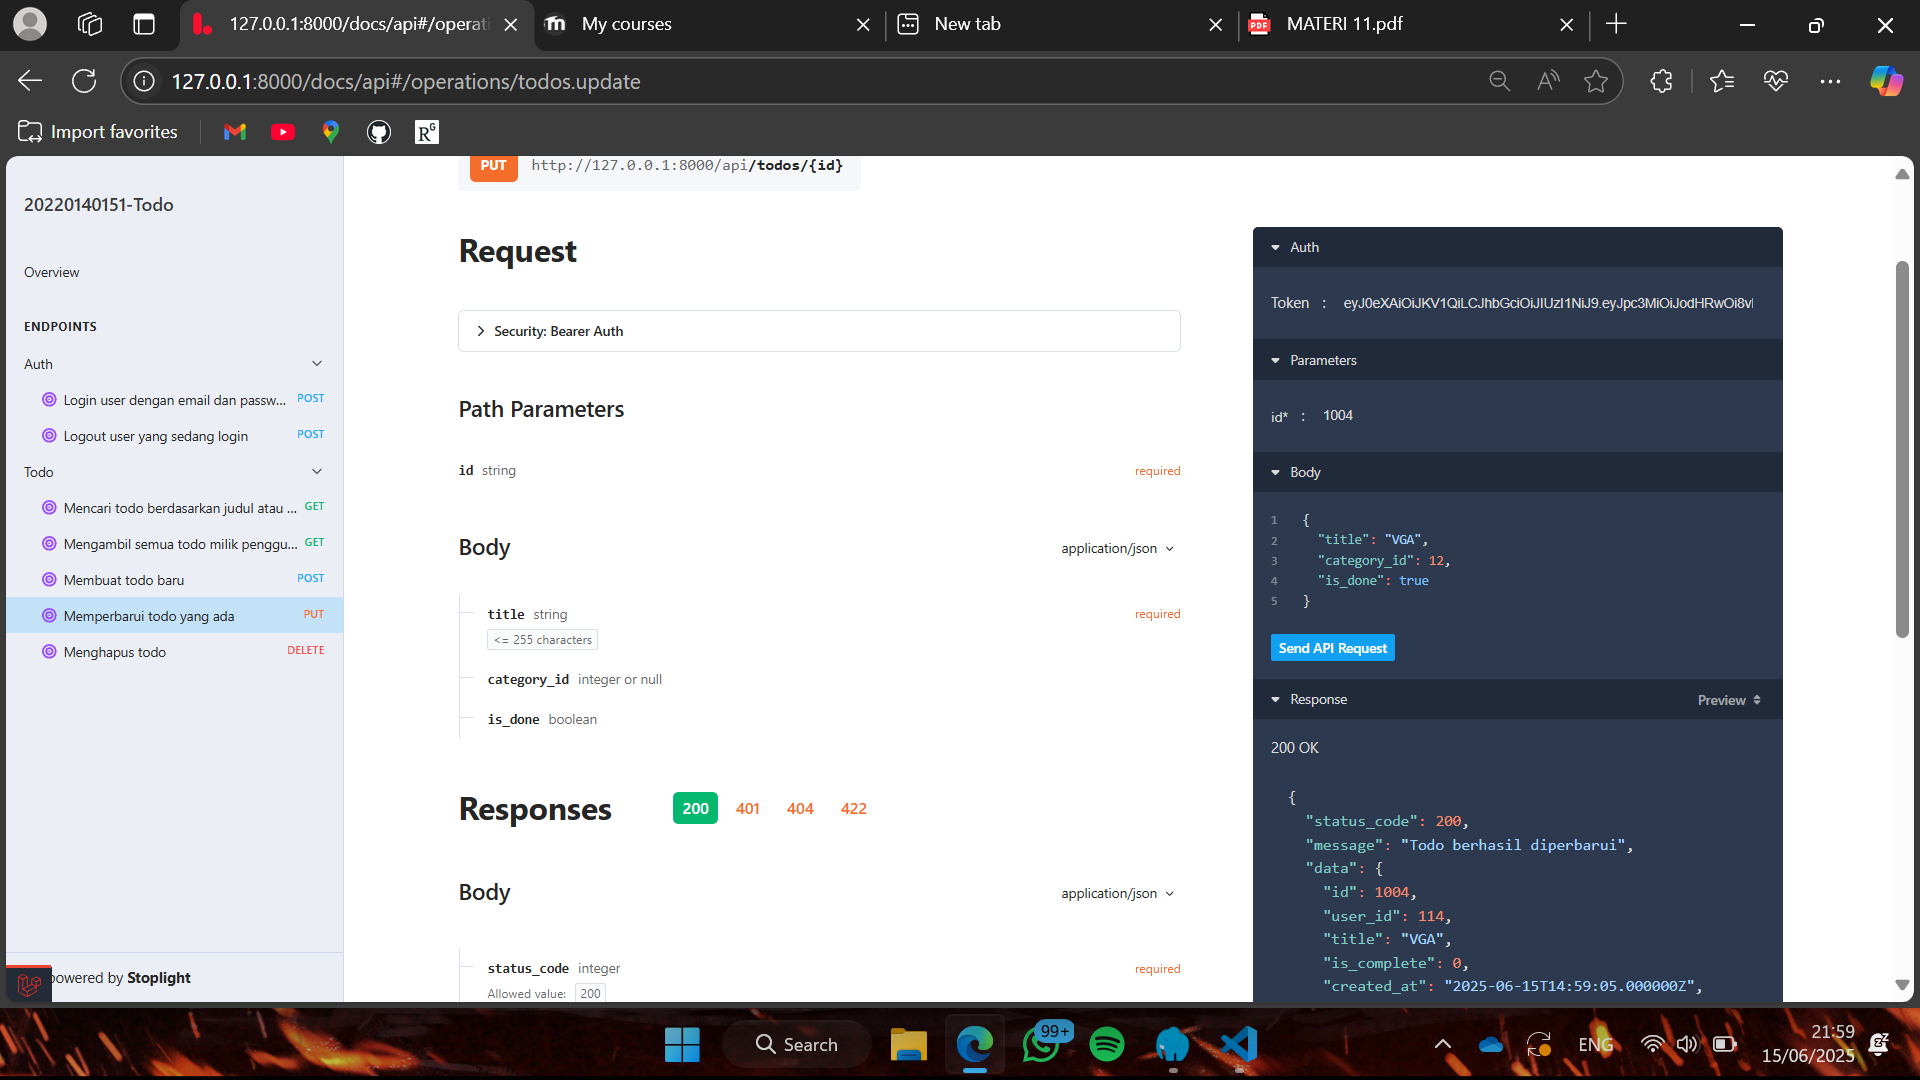 127.0.0.1:8000/docs/api#/operati
My courses
New tab
PDF
MATERI 11.pdf
127.0.0.1:8000/docs/api#/operations/todos.update
Import favorites
20220140151-Todo
Overview
ENDPOINTS
Auth
Login user dengan email dan passw... POST
Logout user yang sedang login POST
Todo
Mencari todo berdasarkan judul atau ... GET
Mengambil semua todo milik penggu... GET
Membuat todo baru POST
Memperbarui todo yang ada PUT
Menghapus todo DELETE
powered by Stoplight
PUT http://127.0.0.1:8000/api/todos/{id}
Request
Security: Bearer Auth
Path Parameters
id string required
Body application/json
title string required
<= 255 characters
category_id integer or null
is_done boolean
Responses 200 401 404 422
Body application/json
status_code integer required
Allowed value: 200
Auth
Token : eyJ0eXAiOiJKV1QiLCJhbGciOiJIUzI1NiJ9.eyJpc3MiOiJodHRwOi8v
Parameters
id* : 1004
Body
1 {
2 "title": "VGA",
3 "category_id": 12,
4 "is_done": true
5 }
Send API Request
Response Preview
200 OK
{
"status_code": 200,
"message": "Todo berhasil diperbarui",
"data": {
"id": 1004,
"user_id": 114,
"title": "VGA",
"is_complete": 0,
"created_at": "2025-06-15T14:59:05.000000Z",
Search
99+
ENG
21:59
15/06/2025